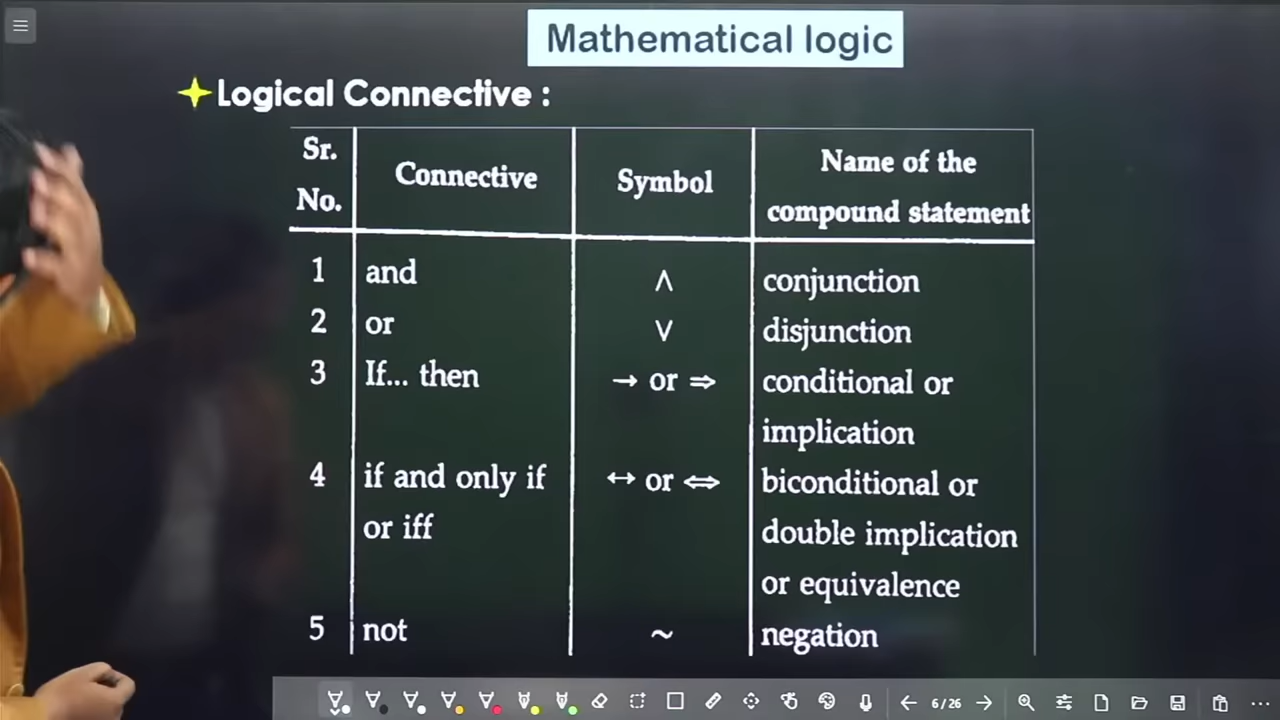 Mathematical logic
Logical Connective :
Sr. No. Connective Symbol Name of the compound statement
1 and ∧ conjunction
2 or ∨ disjunction
3 If... then → or ⇒ conditional or
implication
4 if and only if ↔ or ⇔ biconditional or
or iff double implication
or equivalence
5 not ~ negation
6/26